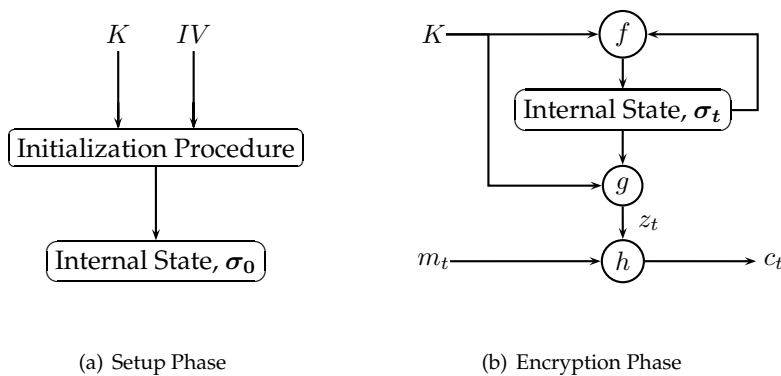 K IV
Initialization Procedure
Internal State, σ₀
(a) Setup Phase
K f
Internal State, σₜ
g
zₜ
mₜ h cₜ
(b) Encryption Phase